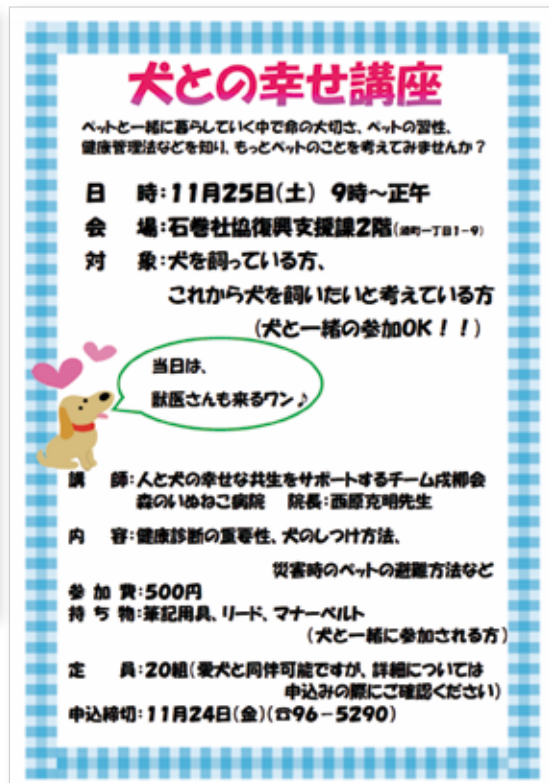 犬との幸せ講座
ペットと一緒に暮らしていく中で命の大切さ、ペットの習性、
健康管理法などを知り、もっとペットのことを考えてみませんか？
日　時：11月25日(土)　9時～正午
会　場：石巻社協復興支援課2階(湊町一丁目1-9)
対　象：犬を飼っている方、
これから犬を飼いたいと考えている方
(犬と一緒の参加OK！！)
当日は、
獣医さんも来るワン♪
講　師：人と犬の幸せな共生をサポートするチーム戌郷会
森のいぬねこ病院　院長：西原克明先生
内　容：健康診断の重要性、犬のしつけ方法、
災害時のペットの避難方法など
参 加 費：500円
持 ち 物：筆記用具、リード、マナーベルト
(犬と一緒に参加される方)
定　員：20組(愛犬と同伴可能ですが、詳細については
申込みの際にご確認ください)
申込締切：11月24日(金)(☎96－5290)